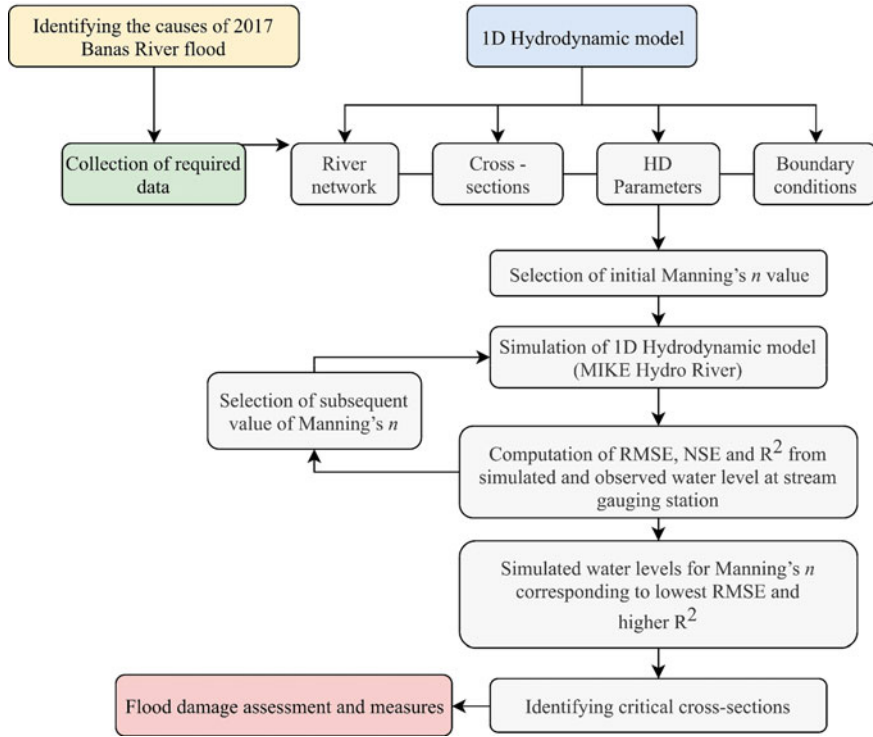 Identifying the causes of 2017
Banas River flood
1D Hydrodynamic model
Collection of required
data
River
network
Cross -
sections
HD
Parameters
Boundary
conditions
Selection of initial Manning's n value
Simulation of 1D Hydrodynamic model
(MIKE Hydro River)
Selection of subsequent
value of Manning's n
Computation of RMSE, NSE and R² from
simulated and observed water level at stream
gauging station
Simulated water levels for Manning's n
corresponding to lowest RMSE and
higher R²
Flood damage assessment and measures
Identifying critical cross-sections